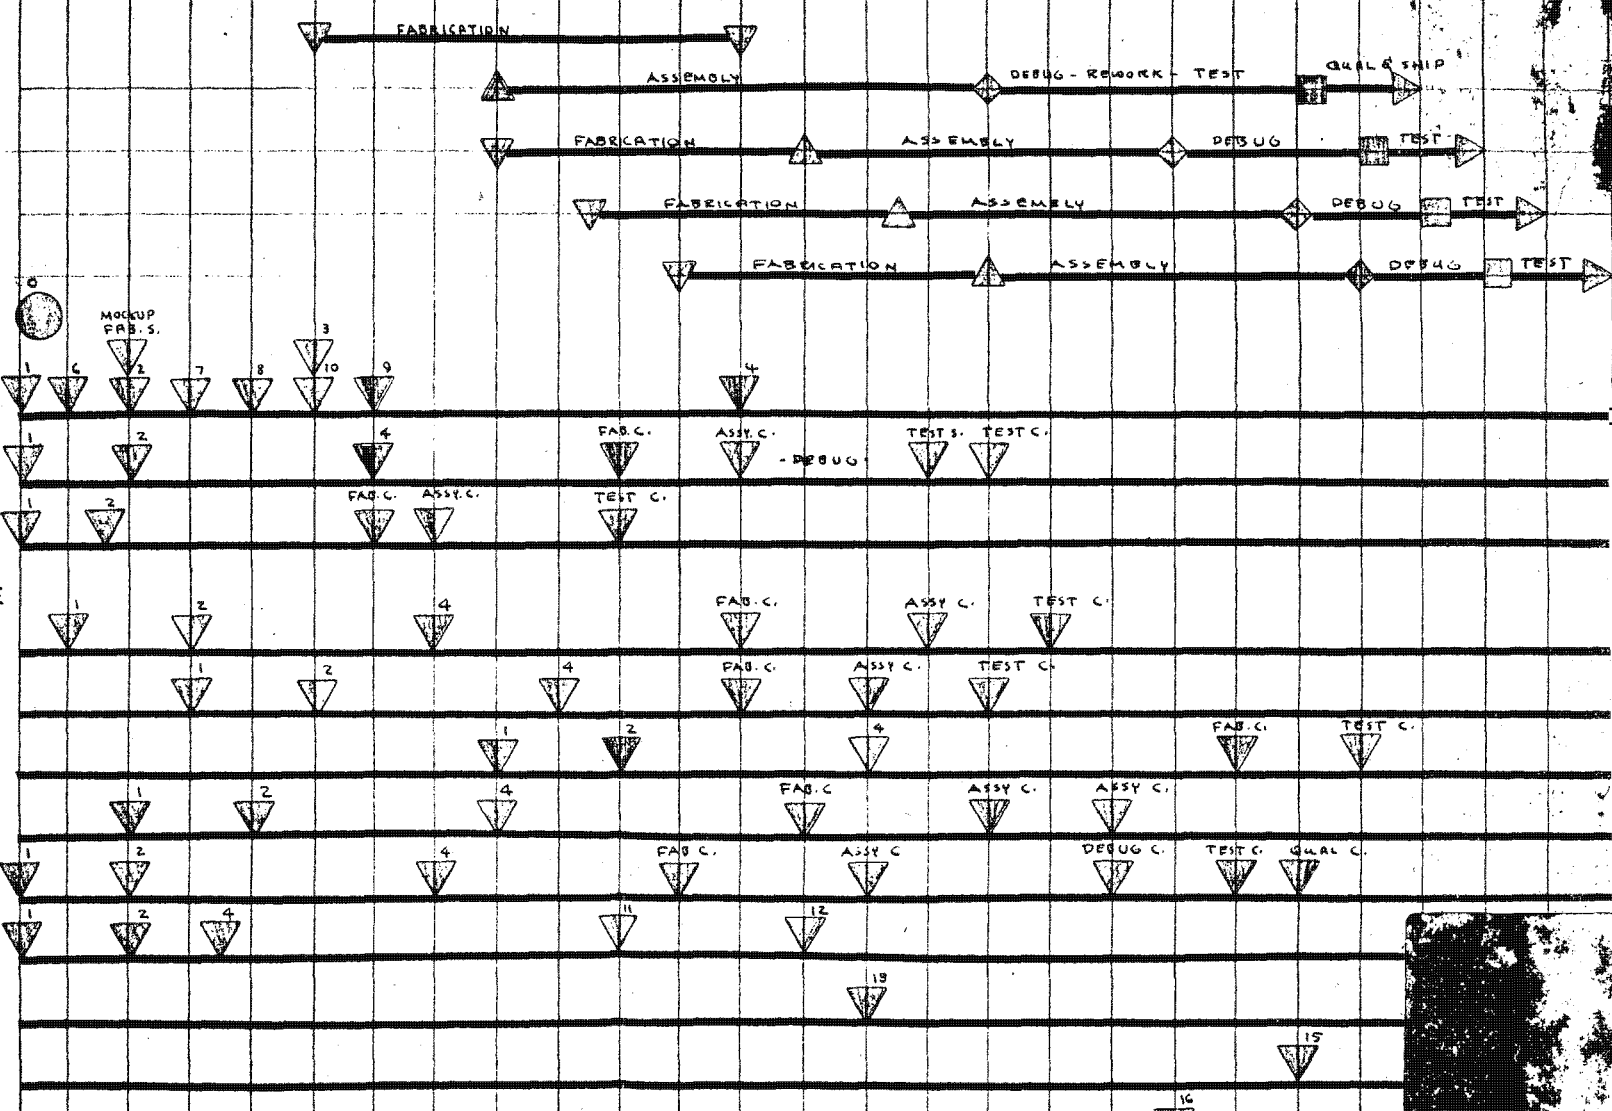 FABRICATION
ASSEMBLY DEBUG - REWORK - TEST QUAL & SHIP
FABRICATION ASSEMBLY DEBUG TEST
FABRICATION ASSEMBLY DEBUG TEST
FABRICATION ASSEMBLY DEBUG TEST
0
MOCKUP
FAB. S. 3
1 6 2 7 8 10 9 4
1 2 4 FAB. C. ASSY. C. - DEBUG - TEST S. TEST C.
1 2 FAB. C. ASSY. C. TEST C.
1 2 4 FAB. C. ASSY C. TEST C.
1 2 4 FAB. C. ASSY C. TEST C.
1 2 4 FAB. C. TEST C.
1 2 4 FAB. C ASSY C. ASSY C.
1 2 4 FAB C. ASSY C DEBUG C. TEST C. QUAL C.
1 2 4 11 12
13
15
16